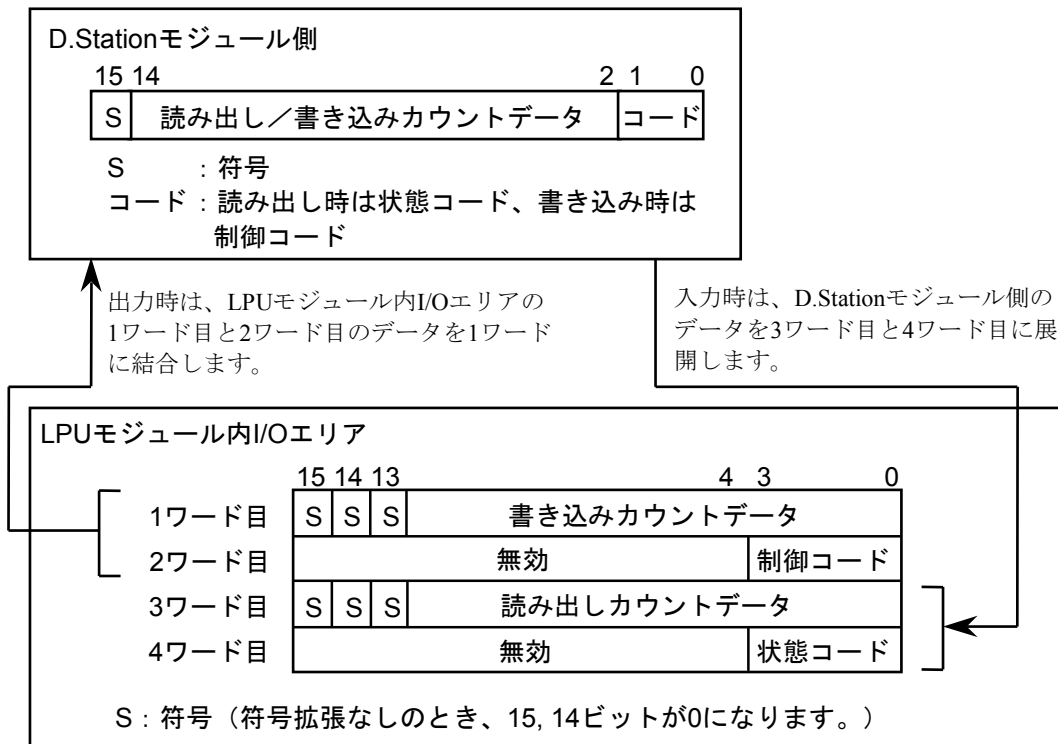 D.Stationモジュール側
15 14 2 1 0
S 読み出し／書き込みカウントデータ コード
S ：符号
コード：読み出し時は状態コード、書き込み時は
制御コード
出力時は、LPUモジュール内I/Oエリアの
1ワード目と2ワード目のデータを1ワード
に結合します。
入力時は、D.Stationモジュール側の
データを3ワード目と4ワード目に展
開します。
LPUモジュール内I/Oエリア
15 14 13 4 3 0
1ワード目 S S S 書き込みカウントデータ
2ワード目 無効 制御コード
3ワード目 S S S 読み出しカウントデータ
4ワード目 無効 状態コード
S：符号（符号拡張なしのとき、15, 14ビットが0になります。）